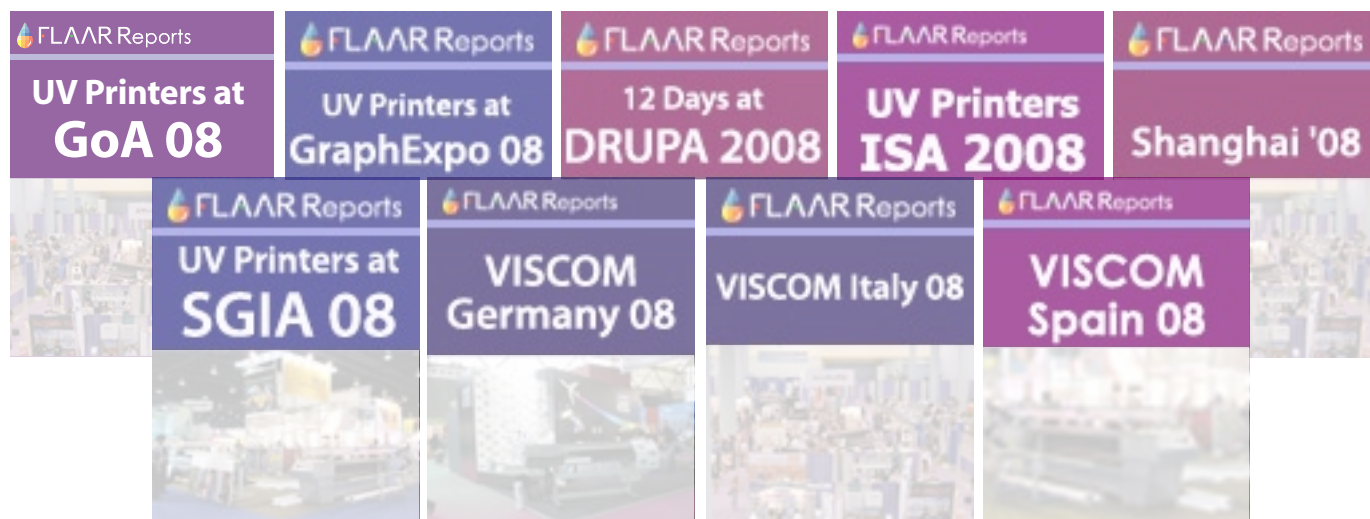 FLAAR Reports
UV Printers at
GoA 08
FLAAR Reports
UV Printers at
GraphExpo 08
FLAAR Reports
12 Days at
DRUPA 2008
FLAAR Reports
UV Printers
ISA 2008
FLAAR Reports
Shanghai '08
FLAAR Reports
UV Printers at
SGIA 08
FLAAR Reports
VISCOM
Germany 08
FLAAR Reports
VISCOM Italy 08
FLAAR Reports
VISCOM
Spain 08